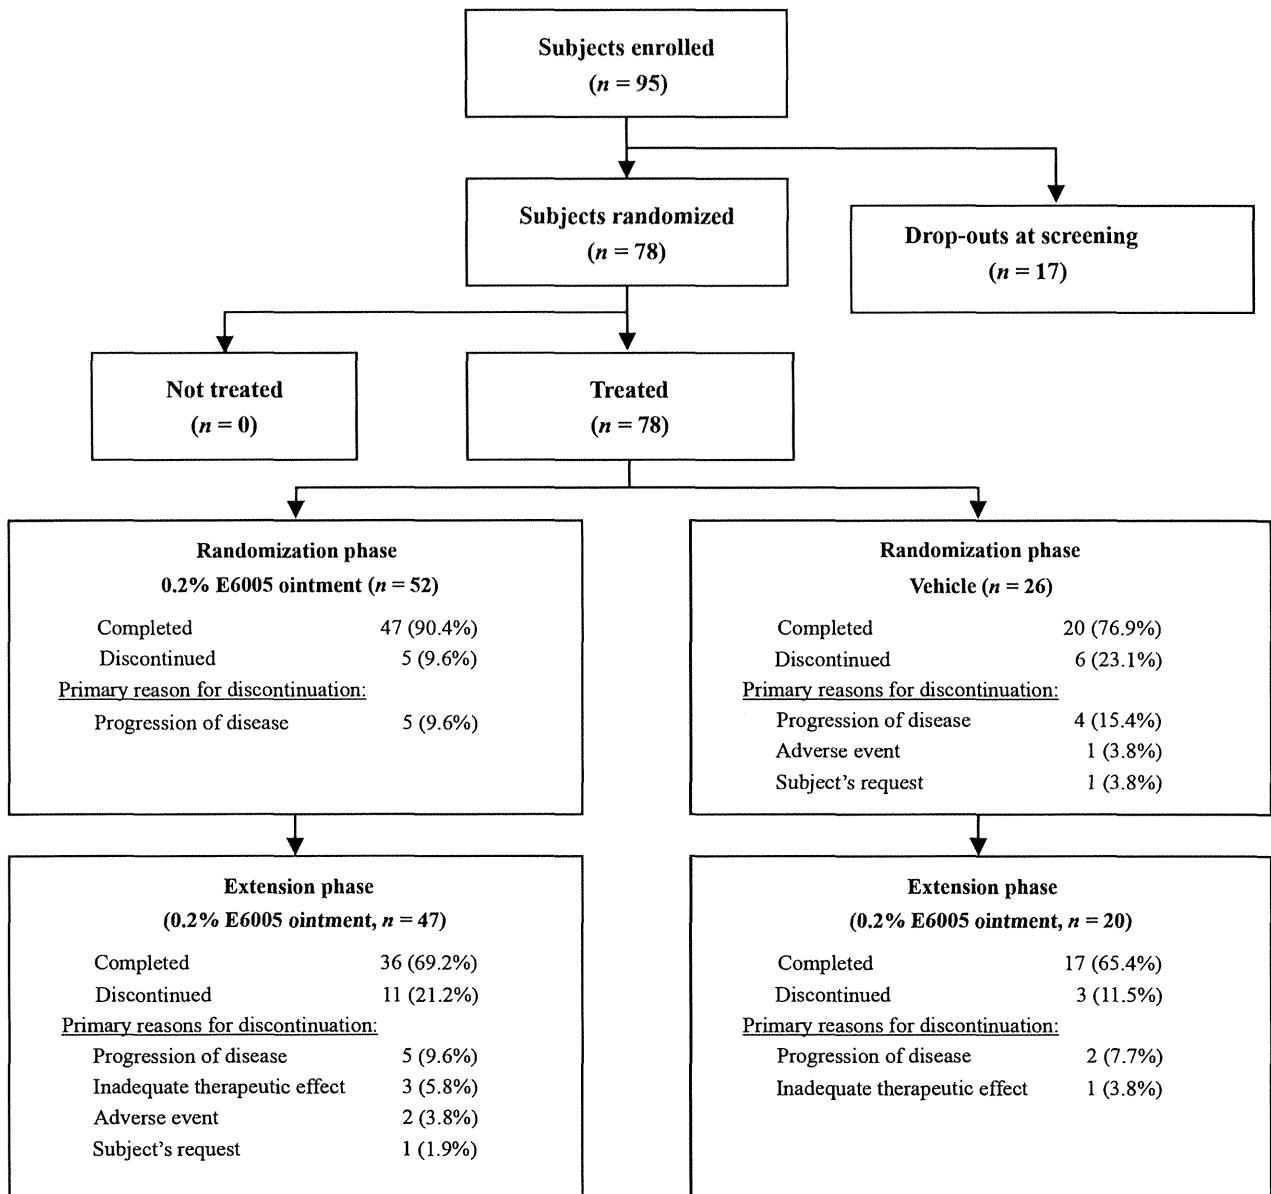 Subjects enrolled
(n = 95)
Subjects randomized
(n = 78)
Drop-outs at screening
(n = 17)
Not treated
(n = 0)
Treated
(n = 78)
Randomization phase
0.2% E6005 ointment (n = 52)
Completed 47 (90.4%)
Discontinued 5 (9.6%)
Primary reason for discontinuation:
Progression of disease 5 (9.6%)
Randomization phase
Vehicle (n = 26)
Completed 20 (76.9%)
Discontinued 6 (23.1%)
Primary reasons for discontinuation:
Progression of disease 4 (15.4%)
Adverse event 1 (3.8%)
Subject's request 1 (3.8%)
Extension phase
(0.2% E6005 ointment, n = 47)
Completed 36 (69.2%)
Discontinued 11 (21.2%)
Primary reasons for discontinuation:
Progression of disease 5 (9.6%)
Inadequate therapeutic effect 3 (5.8%)
Adverse event 2 (3.8%)
Subject's request 1 (1.9%)
Extension phase
(0.2% E6005 ointment, n = 20)
Completed 17 (65.4%)
Discontinued 3 (11.5%)
Primary reasons for discontinuation:
Progression of disease 2 (7.7%)
Inadequate therapeutic effect 1 (3.8%)